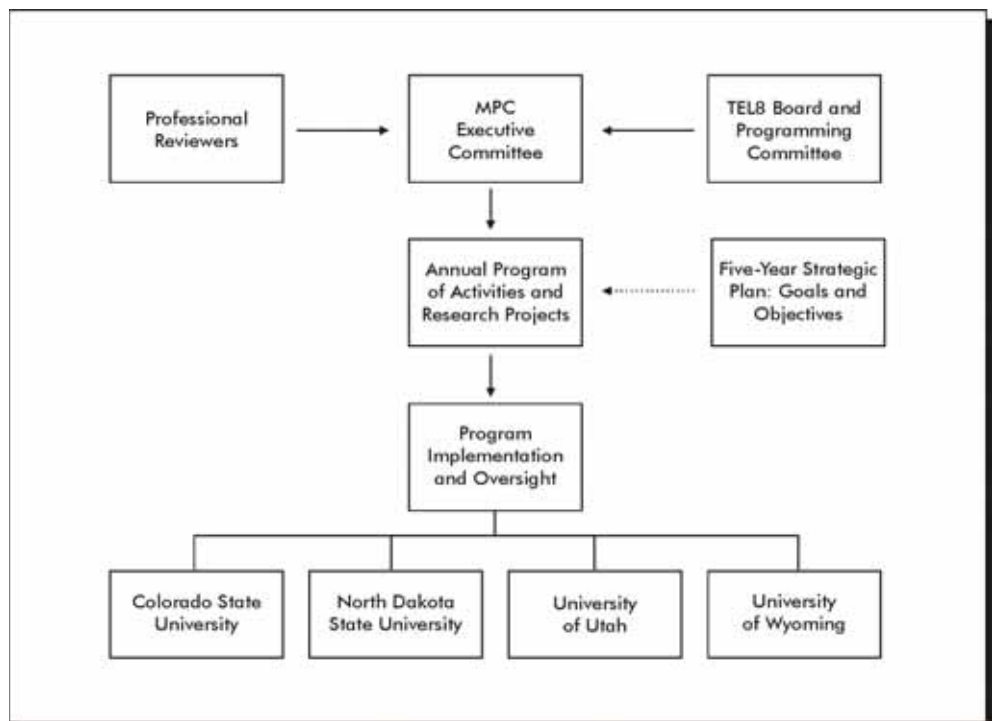 Professional
Reviewers
MPC
Executive
Committee
TEL8 Board and
Programming
Committee
Annual Program
of Activities and
Research Projects
Five-Year Strategic
Plan: Goals and
Objectives
Program
Implementation
and Oversight
Colorado State
University
North Dakota
State University
University
of Utah
University
of Wyoming